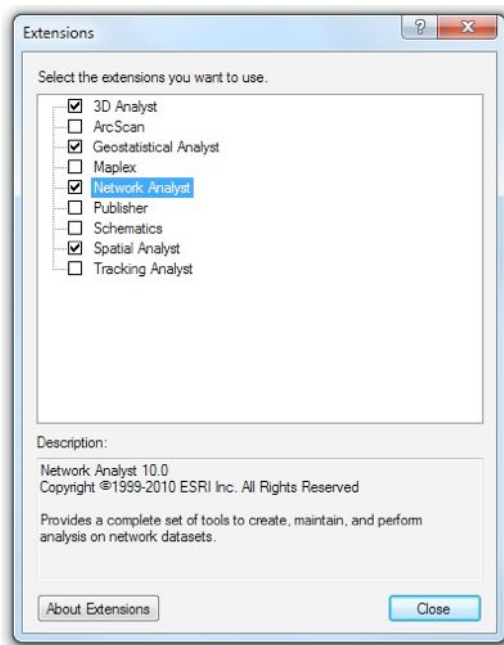 Extensions
Select the extensions you want to use.
3D Analyst
ArcScan
Geostatistical Analyst
Maplex
Network Analyst
Publisher
Schematics
Spatial Analyst
Tracking Analyst
Description:
Network Analyst 10.0
Copyright ©1999-2010 ESRI Inc. All Rights Reserved
Provides a complete set of tools to create, maintain, and perform
analysis on network datasets.
About Extensions
Close